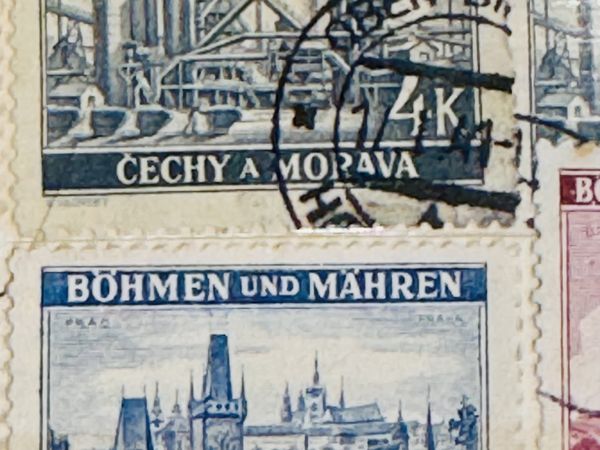 4K
ČECHY A MORAVA
BÖHMEN UND MÄHREN
PRAG PRAHA
BÖ